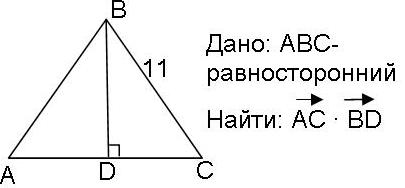 B
11
A
D
C
Дано: ABC-
равносторонний
Найти: AC · BD